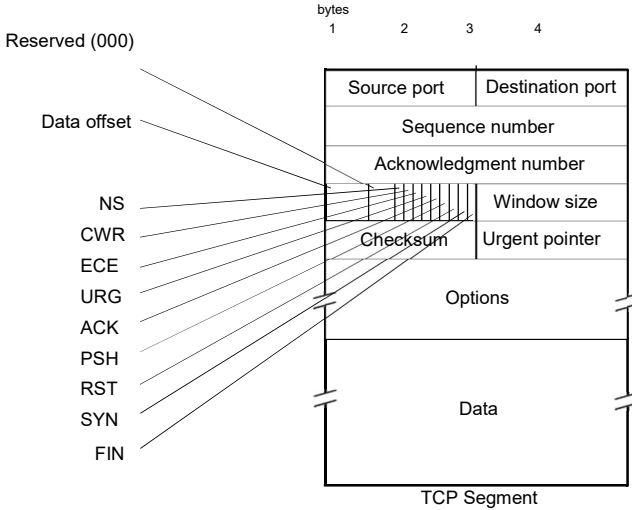 bytes
1 2 3 4
Reserved (000)
Source port Destination port
Data offset
Sequence number
Acknowledgment number
NS
Window size
CWR
Checksum Urgent pointer
ECE
URG
Options
ACK
PSH
RST
SYN
Data
FIN
TCP Segment